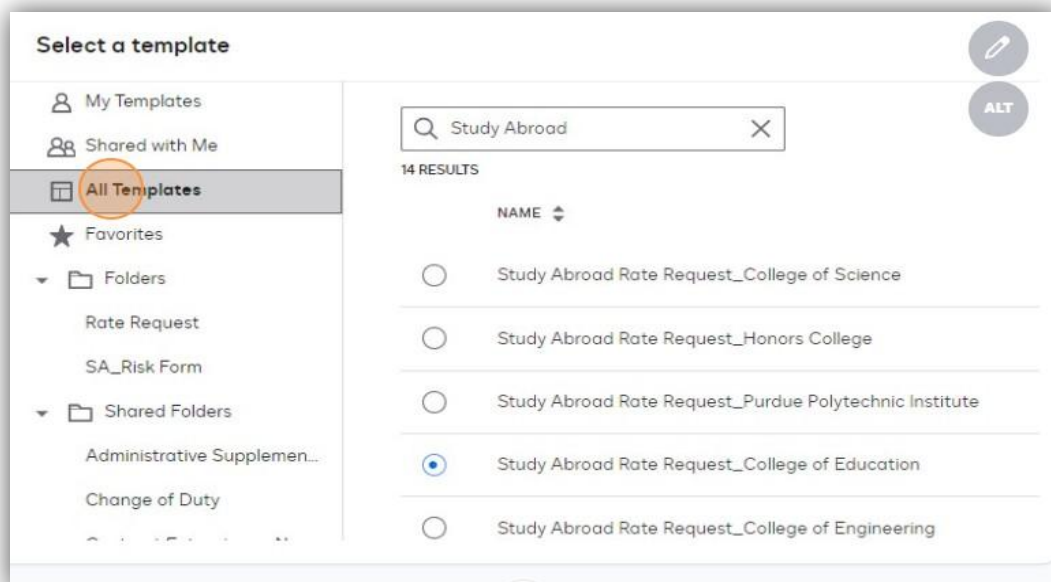 Select a template
ALT
My Templates
Shared with Me
All Templates
Favorites
Folders
Rate Request
SA_Risk Form
Shared Folders
Administrative Supplemen...
Change of Duty
Study Abroad
14 RESULTS
NAME
Study Abroad Rate Request_College of Science
Study Abroad Rate Request_Honors College
Study Abroad Rate Request_Purdue Polytechnic Institute
Study Abroad Rate Request_College of Education
Study Abroad Rate Request_College of Engineering